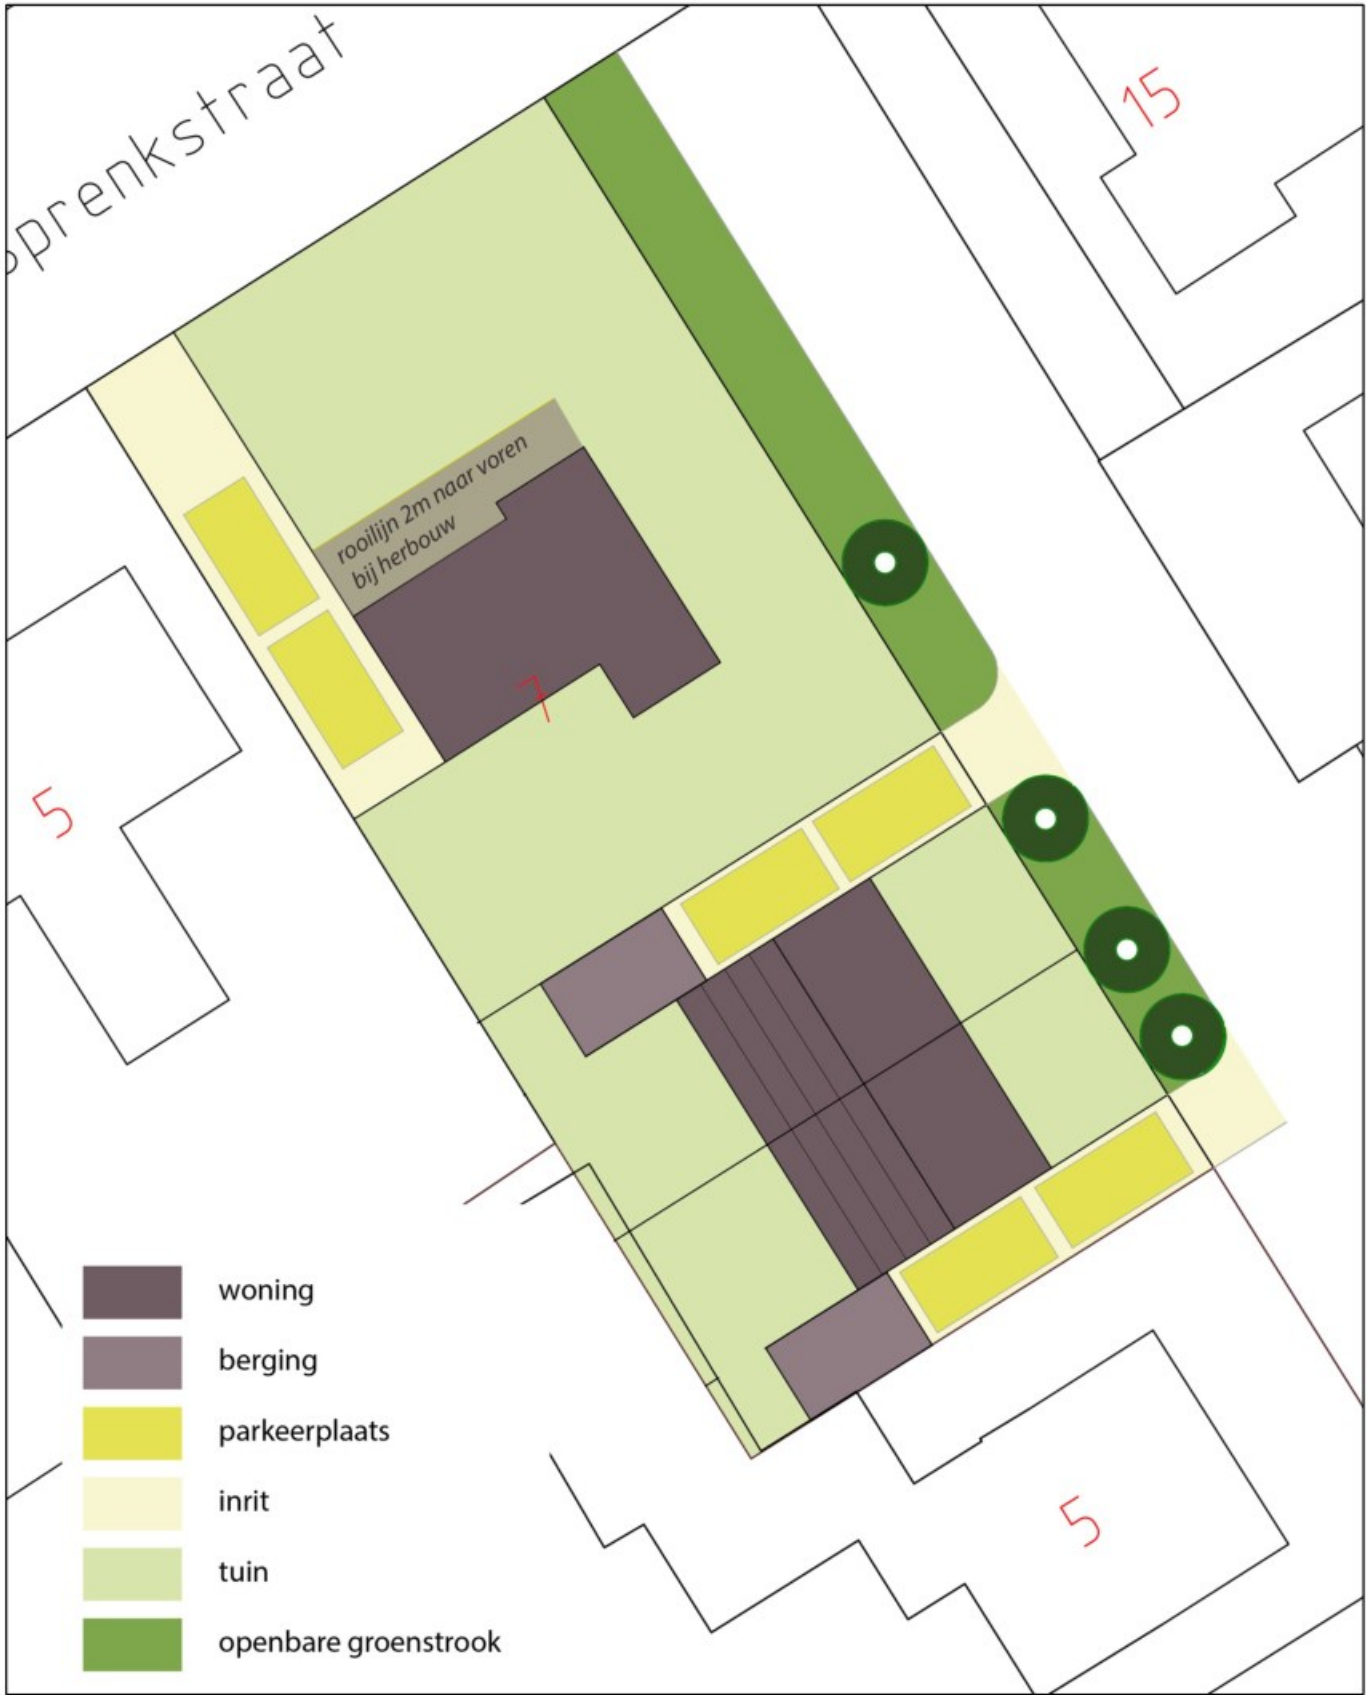 sprenkstraat
15
rooilijn 2m naar voren
bij herbouw
7
5
woning
berging
parkeerplaats
inrit
tuin
openbare groenstrook
5